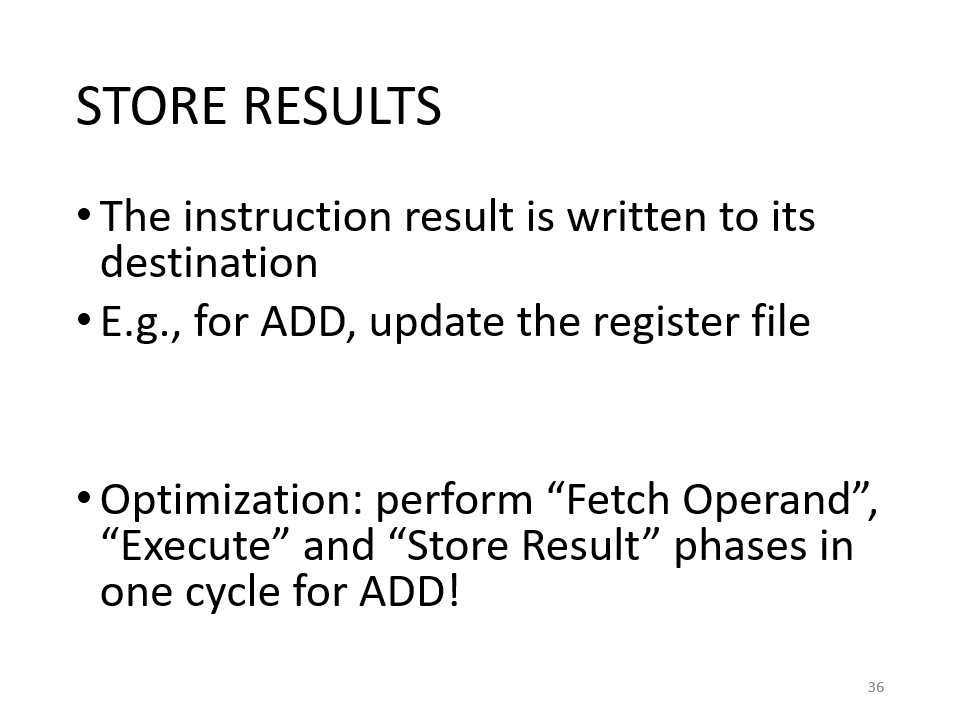 STORE RESULTS
• The instruction result is written to its
destination
• E.g., for ADD, update the register file
• Optimization: perform “Fetch Operand”,
“Execute” and “Store Result” phases in
one cycle for ADD!
36